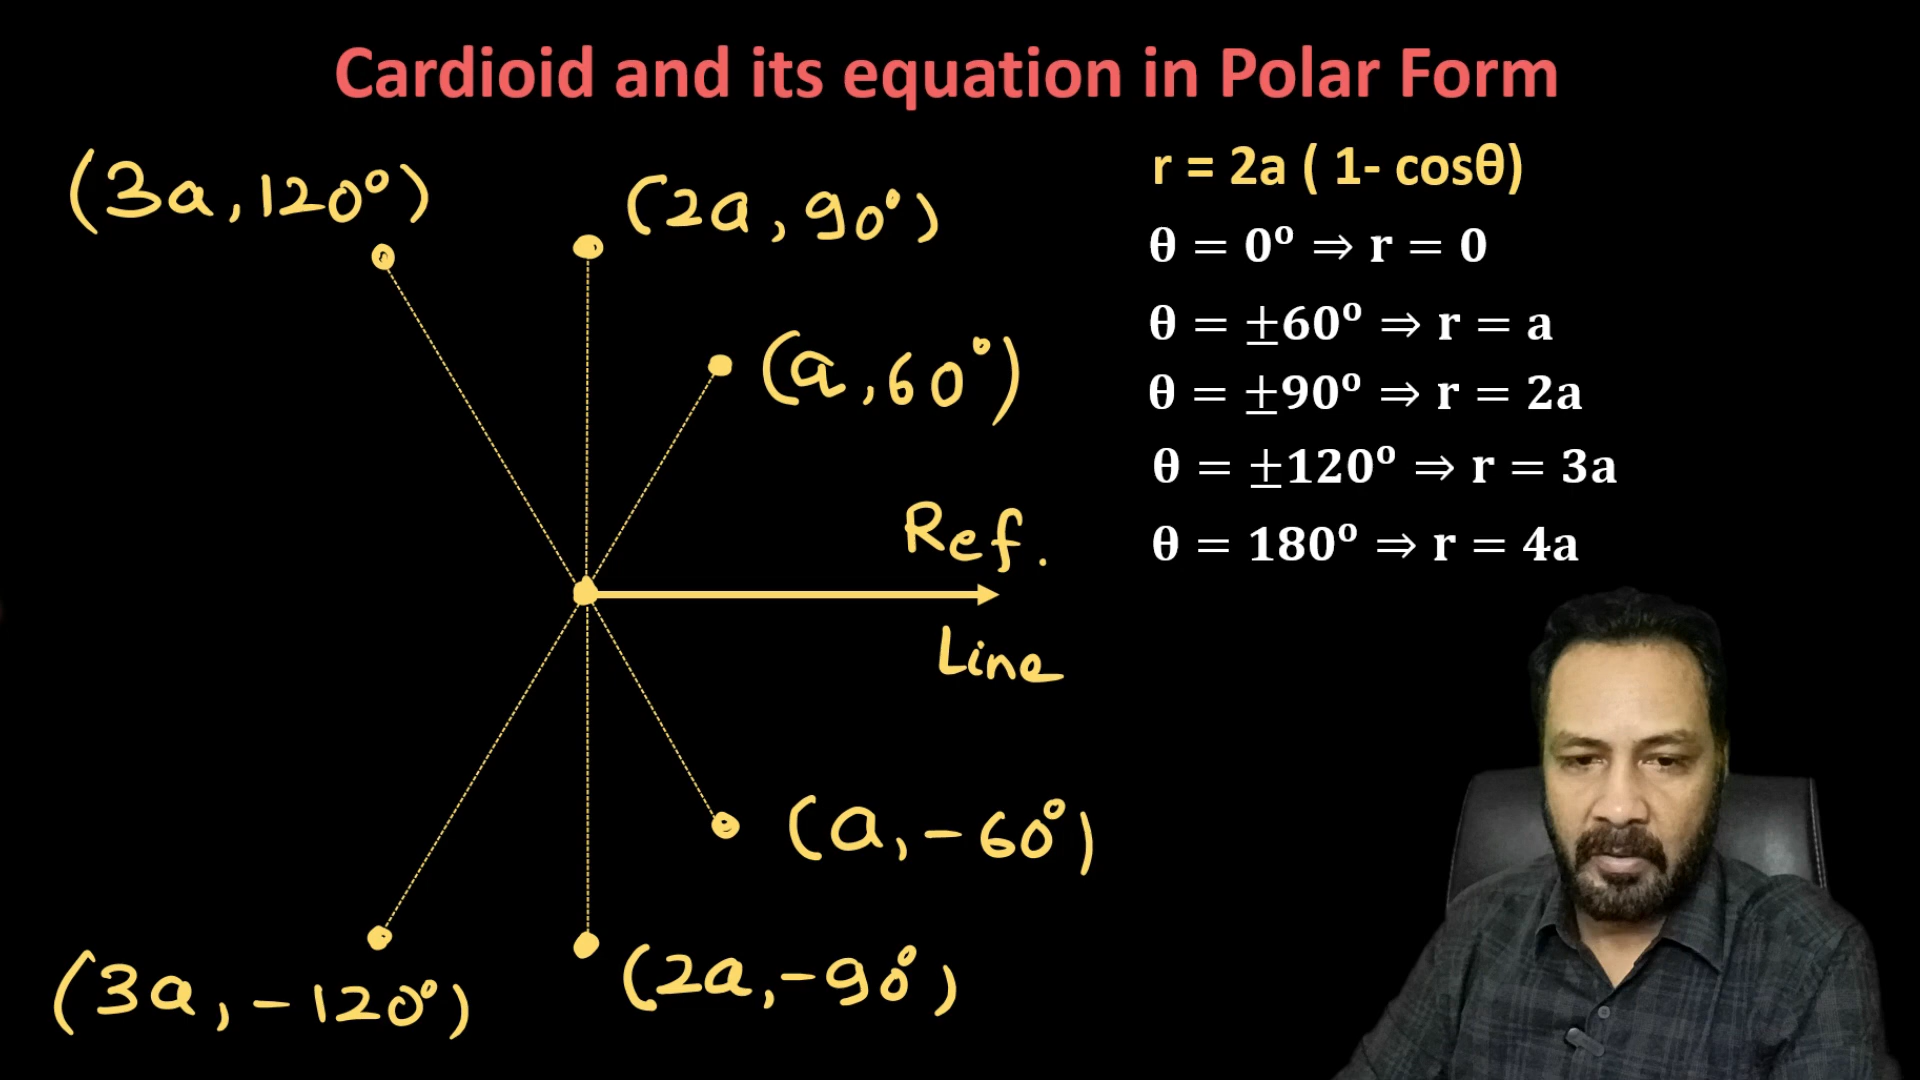 Cardioid and its equation in Polar Form
r = 2a ( 1- cosθ)
θ = 0° ⇒ r = 0
θ = ±60° ⇒ r = a
θ = ±90° ⇒ r = 2a
θ = ±120° ⇒ r = 3a
θ = 180° ⇒ r = 4a
(3a, 120°)
(2a, 90°)
(a, 60°)
Ref.
Line
(a, -60°)
(2a, -90°)
(3a, -120°)